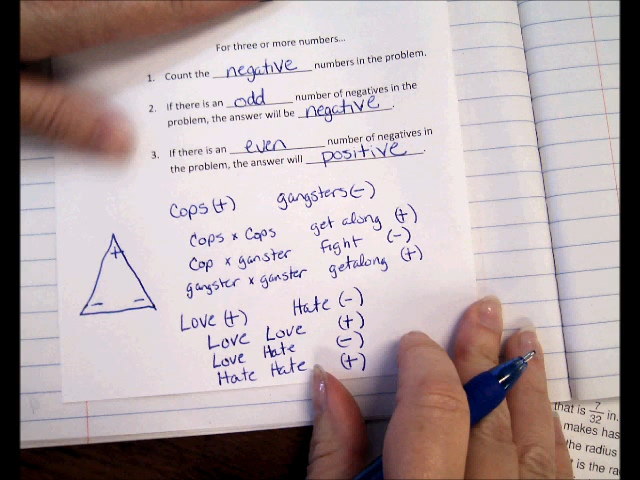 For three or more numbers...
1. Count the negative numbers in the problem.
2. If there is an odd number of negatives in the
problem, the answer will be negative.
3. If there is an even number of negatives in
the problem, the answer will positive.
Cops (+) gangsters (-)
Cops x Cops get along (+)
Cop x ganster fight (-)
gangster x ganster getalong (+)
+
- -
Love (+) Hate (-)
Love Love (+)
Love Hate (-)
Hate Hate (+)
that is 7/32 in.
makes has
the radius
is the ra